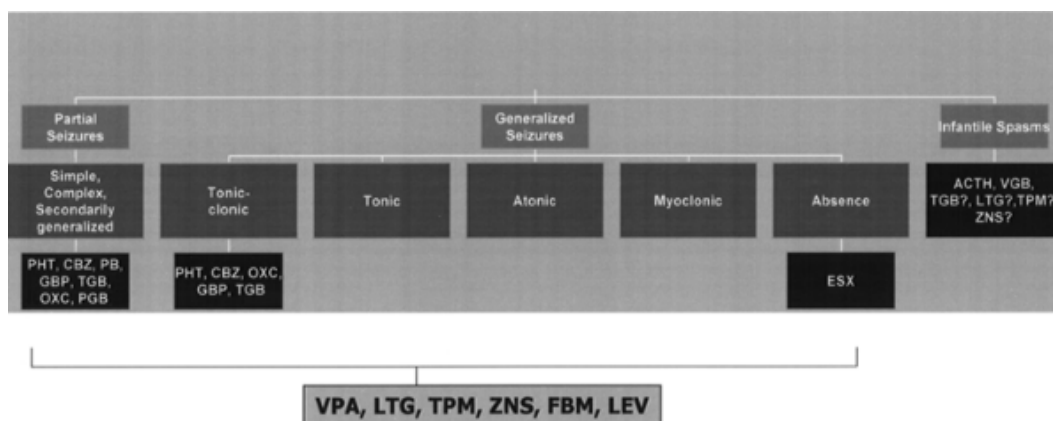 Partial
Seizures
Generalized
Seizures
Infantile Spasms
Simple,
Complex,
Secondarily
generalized
Tonic-
clonic
Tonic
Atonic
Myoclonic
Absence
ACTH, VGB,
TGB?, LTG?,TPM?
ZNS?
PHT, CBZ, PB,
GBP, TGB,
OXC, PGB
PHT, CBZ, OXC,
GBP, TGB
ESX
VPA, LTG, TPM, ZNS, FBM, LEV